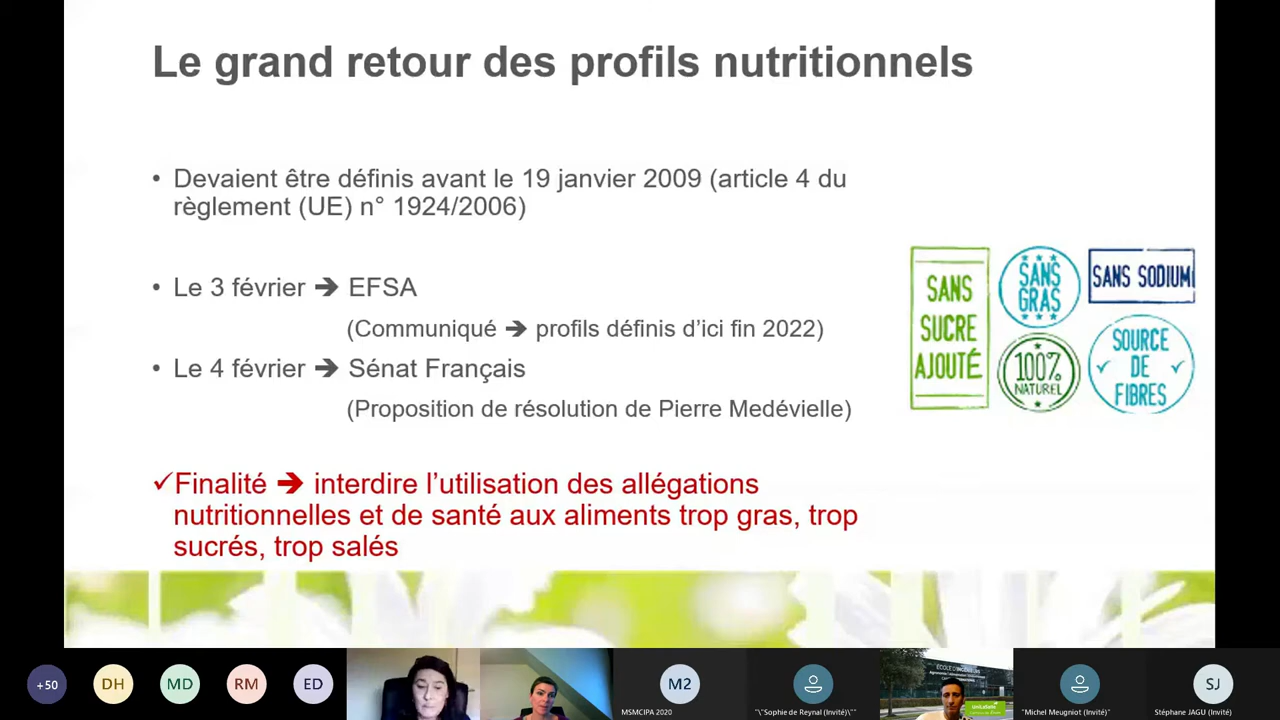 Le grand retour des profils nutritionnels
• Devaient être définis avant le 19 janvier 2009 (article 4 du
règlement (UE) n° 1924/2006)
• Le 3 février ➔ EFSA
(Communiqué ➔ profils définis d’ici fin 2022)
• Le 4 février ➔ Sénat Français
(Proposition de résolution de Pierre Medévielle)
✓Finalité ➔ interdire l’utilisation des allégations
nutritionnelles et de santé aux aliments trop gras, trop
sucrés, trop salés
SANS
SUCRE
AJOUTÉ
SANS
GRAS
SANS SODIUM
100%
NATUREL
SOURCE
DE
FIBRES
+50
DH
MD
RM
ED
M2
MSMCIPA 2020
"\"Sophie de Reynal (Invité)\""
ÉCOLE D'INGÉNIEURS
UniLaSalle
"Michel Meugniot (Invité)"
SJ
Stéphane JAGU (Invité)